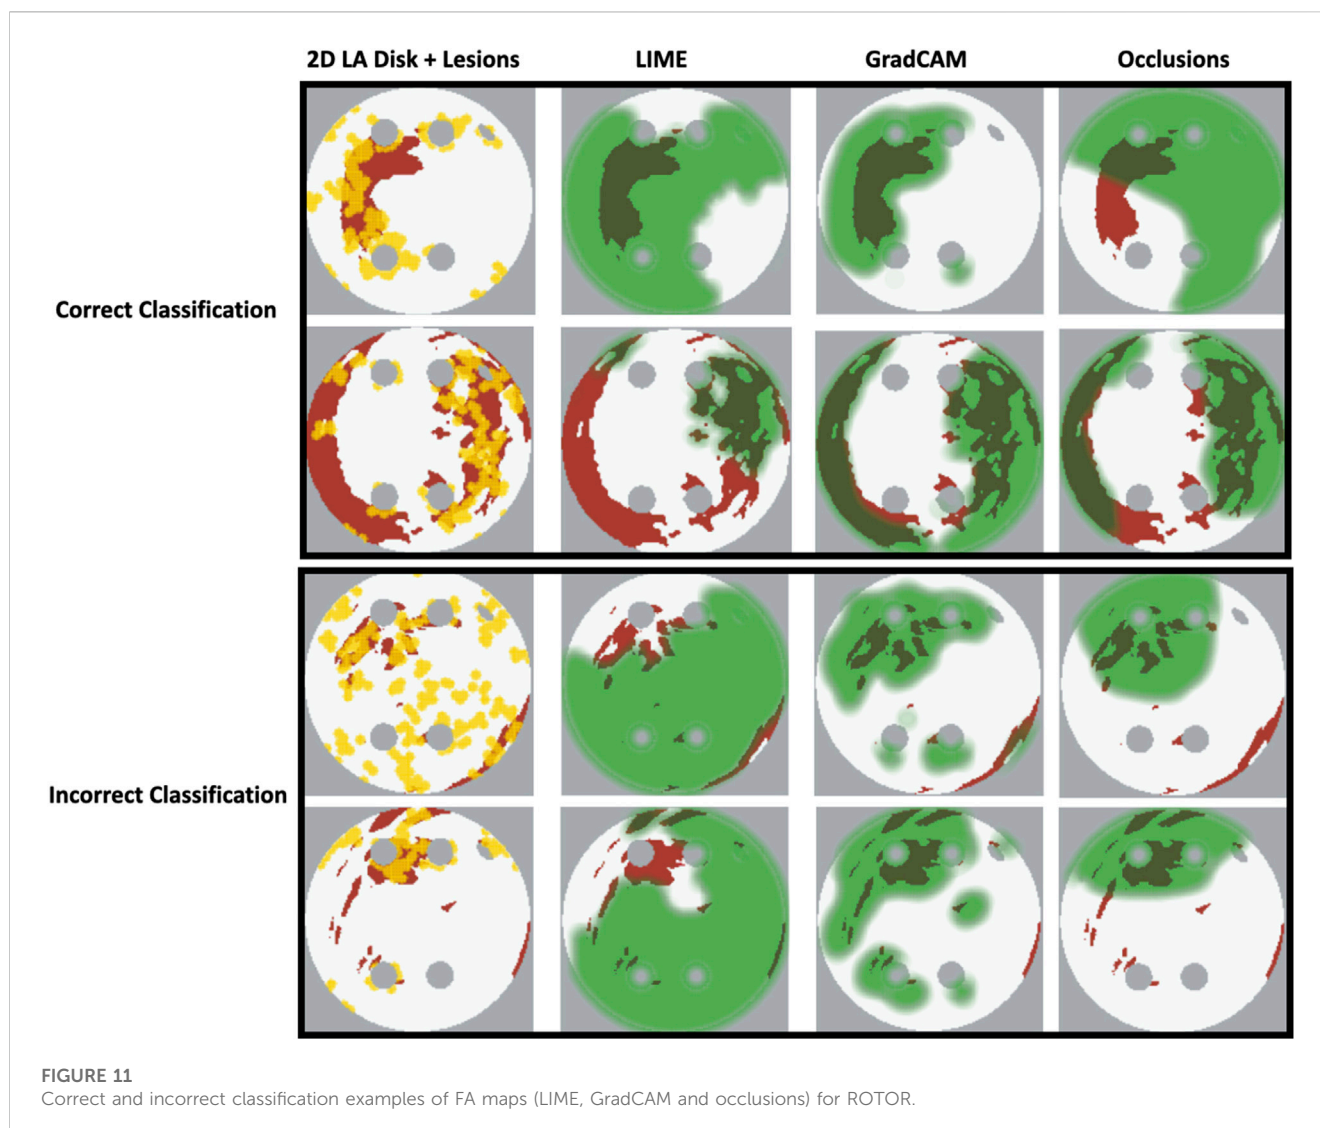 2D LA Disk + Lesions LIME GradCAM Occlusions
Correct Classification
Incorrect Classification
FIGURE 11
Correct and incorrect classification examples of FA maps (LIME, GradCAM and occlusions) for ROTOR.